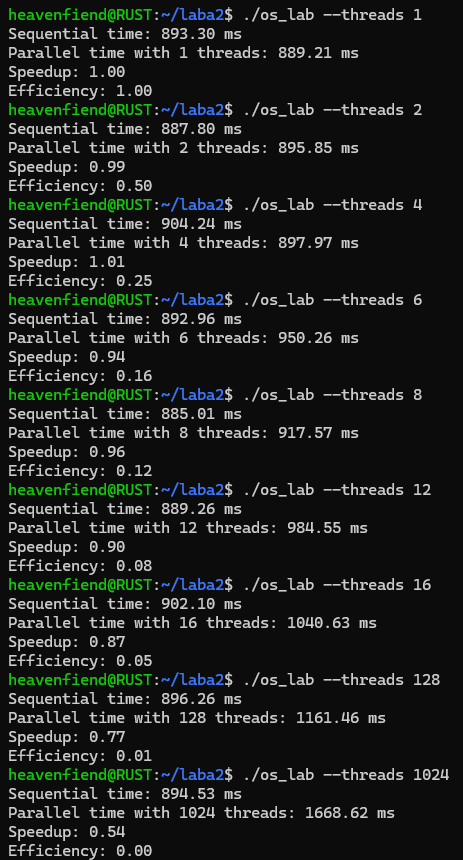 heavenfiend@RUST:~/laba2$ ./os_lab --threads 1
Sequential time: 893.30 ms
Parallel time with 1 threads: 889.21 ms
Speedup: 1.00
Efficiency: 1.00
heavenfiend@RUST:~/laba2$ ./os_lab --threads 2
Sequential time: 887.80 ms
Parallel time with 2 threads: 895.85 ms
Speedup: 0.99
Efficiency: 0.50
heavenfiend@RUST:~/laba2$ ./os_lab --threads 4
Sequential time: 904.24 ms
Parallel time with 4 threads: 897.97 ms
Speedup: 1.01
Efficiency: 0.25
heavenfiend@RUST:~/laba2$ ./os_lab --threads 6
Sequential time: 892.96 ms
Parallel time with 6 threads: 950.26 ms
Speedup: 0.94
Efficiency: 0.16
heavenfiend@RUST:~/laba2$ ./os_lab --threads 8
Sequential time: 885.01 ms
Parallel time with 8 threads: 917.57 ms
Speedup: 0.96
Efficiency: 0.12
heavenfiend@RUST:~/laba2$ ./os_lab --threads 12
Sequential time: 889.26 ms
Parallel time with 12 threads: 984.55 ms
Speedup: 0.90
Efficiency: 0.08
heavenfiend@RUST:~/laba2$ ./os_lab --threads 16
Sequential time: 902.10 ms
Parallel time with 16 threads: 1040.63 ms
Speedup: 0.87
Efficiency: 0.05
heavenfiend@RUST:~/laba2$ ./os_lab --threads 128
Sequential time: 896.26 ms
Parallel time with 128 threads: 1161.46 ms
Speedup: 0.77
Efficiency: 0.01
heavenfiend@RUST:~/laba2$ ./os_lab --threads 1024
Sequential time: 894.53 ms
Parallel time with 1024 threads: 1668.62 ms
Speedup: 0.54
Efficiency: 0.00